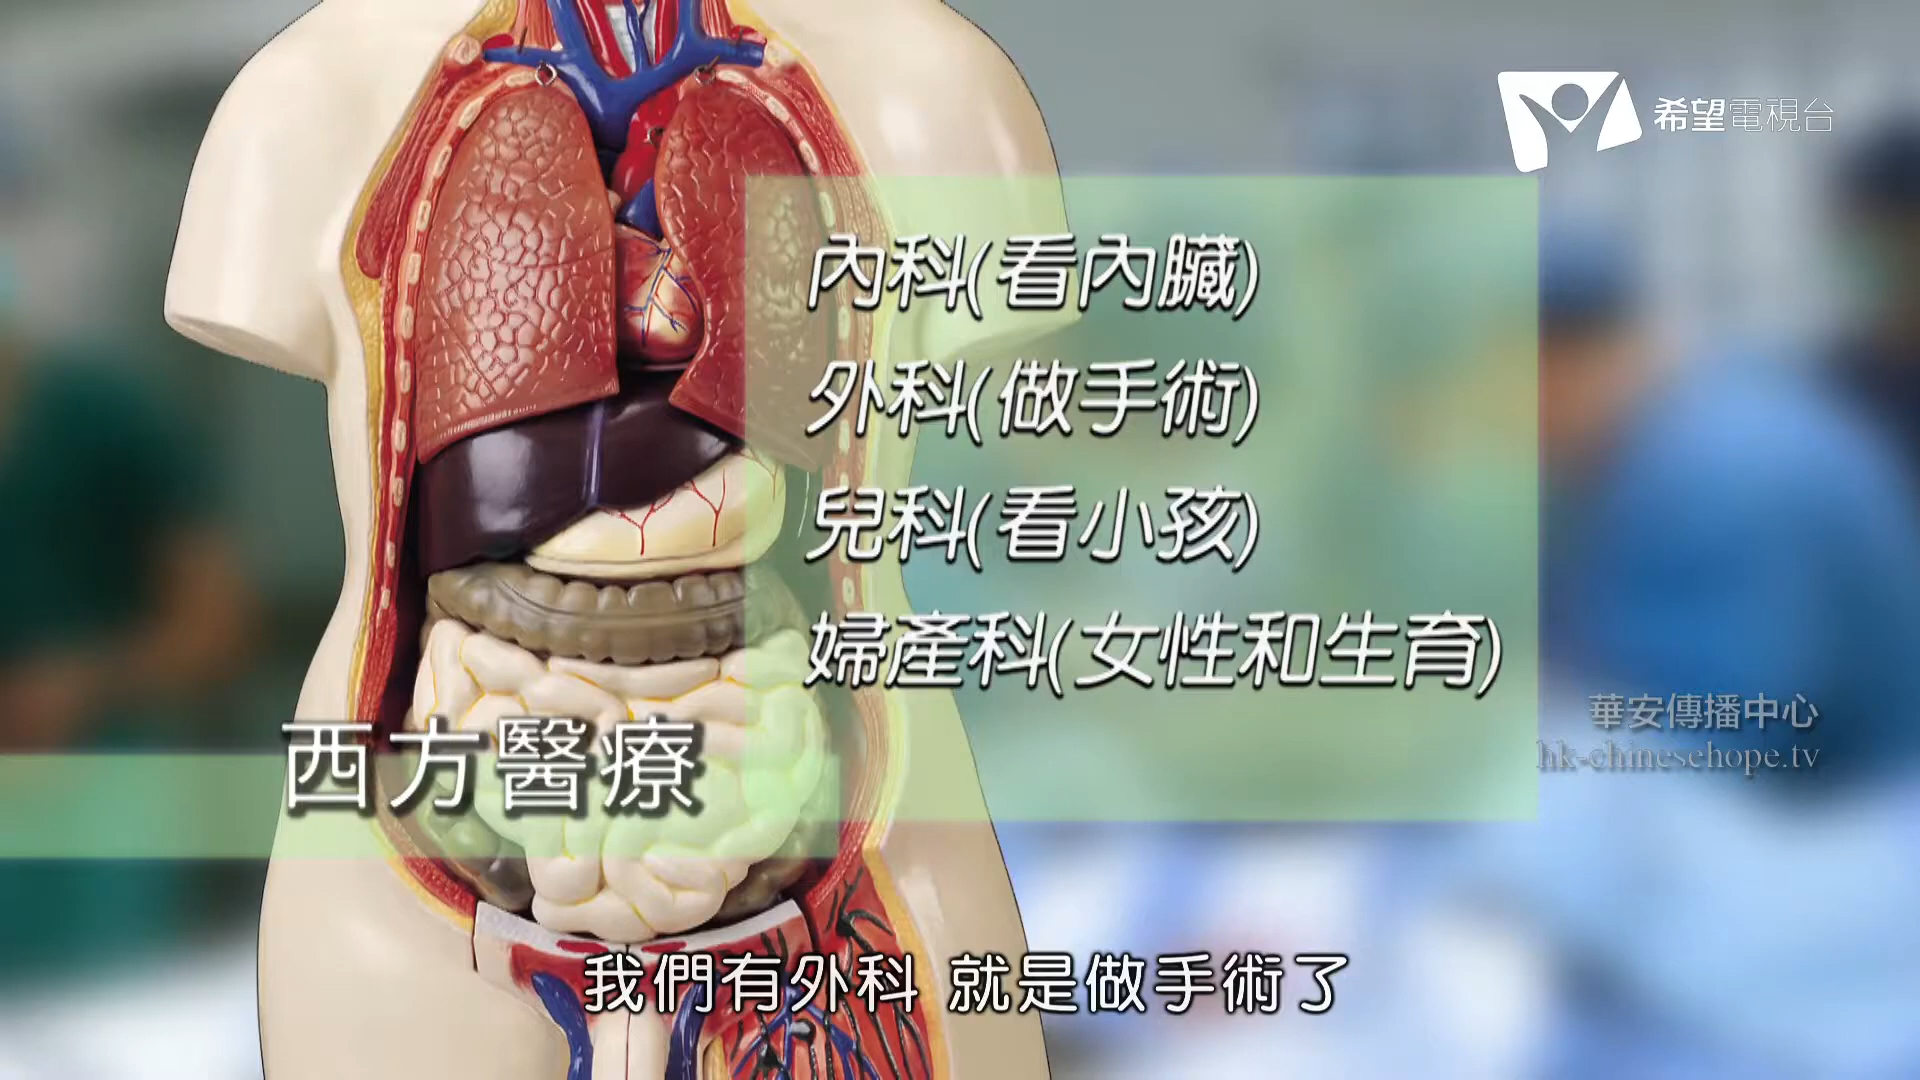 希望電視台
內科(看內臟)
外科(做手術)
兒科(看小孩)
婦產科(女性和生育)
華安傳播中心
hk-chinesehope.tv
西方醫療
我們有外科 就是做手術了